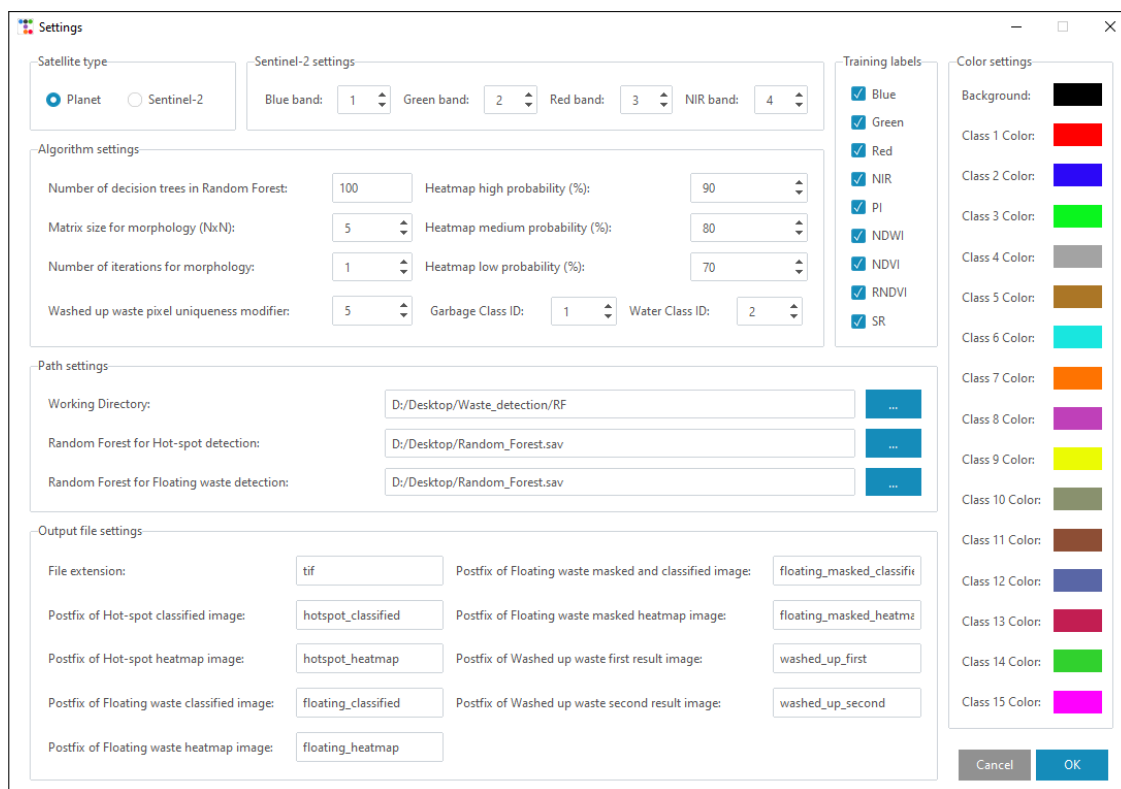 Settings
Satellite type
Planet
Sentinel-2
Sentinel-2 settings
Blue band: 1 Green band: 2 Red band: 3 NIR band: 4
Training labels
Blue
Green
Red
NIR
PI
NDWI
NDVI
RNDVI
SR
Color settings
Background:
Class 1 Color:
Class 2 Color:
Class 3 Color:
Class 4 Color:
Class 5 Color:
Class 6 Color:
Class 7 Color:
Class 8 Color:
Class 9 Color:
Class 10 Color:
Class 11 Color:
Class 12 Color:
Class 13 Color:
Class 14 Color:
Class 15 Color:
Algorithm settings
Number of decision trees in Random Forest: 100 Heatmap high probability (%): 90
Matrix size for morphology (NxN): 5 Heatmap medium probability (%): 80
Number of iterations for morphology: 1 Heatmap low probability (%): 70
Washed up waste pixel uniqueness modifier: 5 Garbage Class ID: 1 Water Class ID: 2
Path settings
Working Directory: D:/Desktop/Waste_detection/RF ...
Random Forest for Hot-spot detection: D:/Desktop/Random_Forest.sav ...
Random Forest for Floating waste detection: D:/Desktop/Random_Forest.sav ...
Output file settings
File extension: tif Postfix of Floating waste masked and classified image: floating_masked_classifie
Postfix of Hot-spot classified image: hotspot_classified Postfix of Floating waste masked heatmap image: floating_masked_heatma
Postfix of Hot-spot heatmap image: hotspot_heatmap Postfix of Washed up waste first result image: washed_up_first
Postfix of Floating waste classified image: floating_classified Postfix of Washed up waste second result image: washed_up_second
Postfix of Floating waste heatmap image: floating_heatmap
Cancel OK